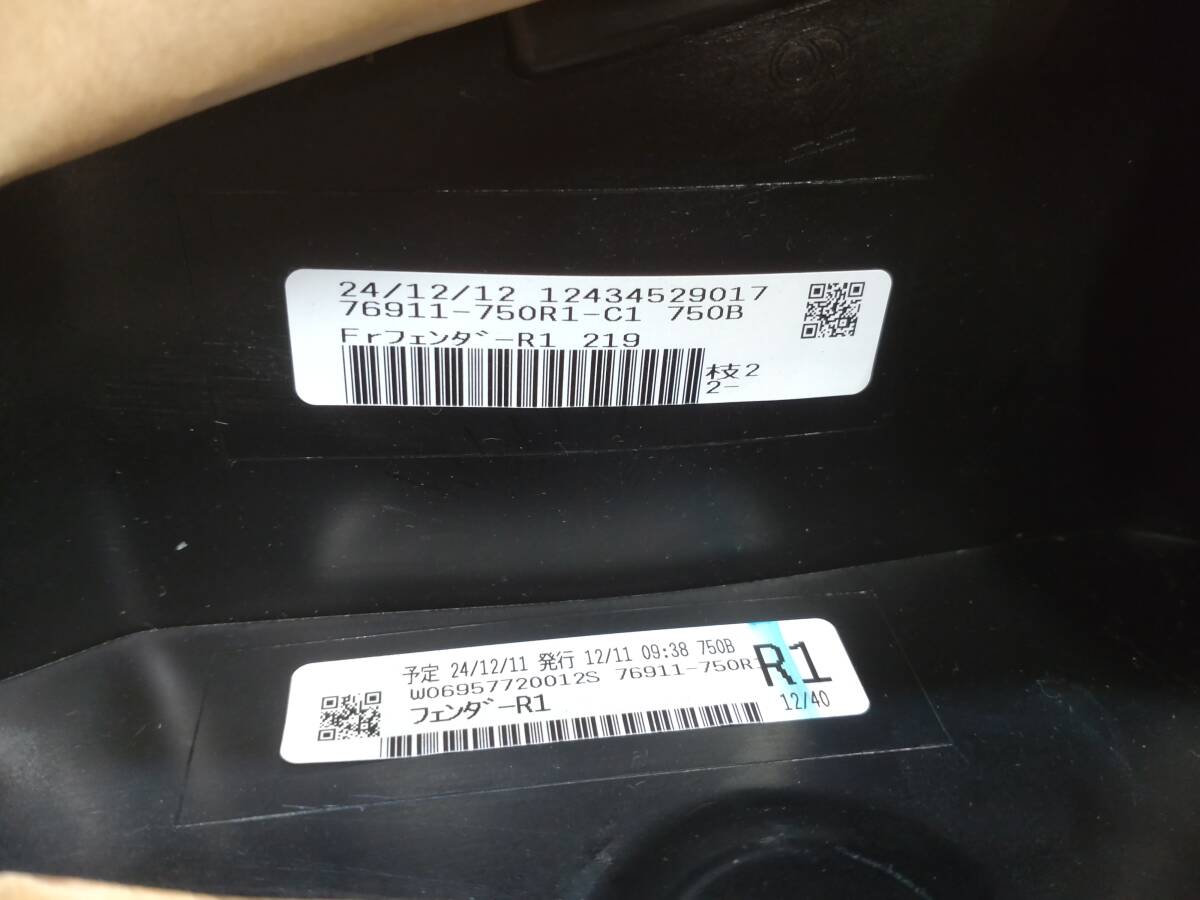 24/12/12 12434529017
76911-750R1-C1 750B
Frフェンダ゛ーR1 219
枝2
2-
予定 24/12/11 発行 12/11 09:38 750B
W06957720012S 76911-750R
フェンダ゛ーR1
R1
12/40